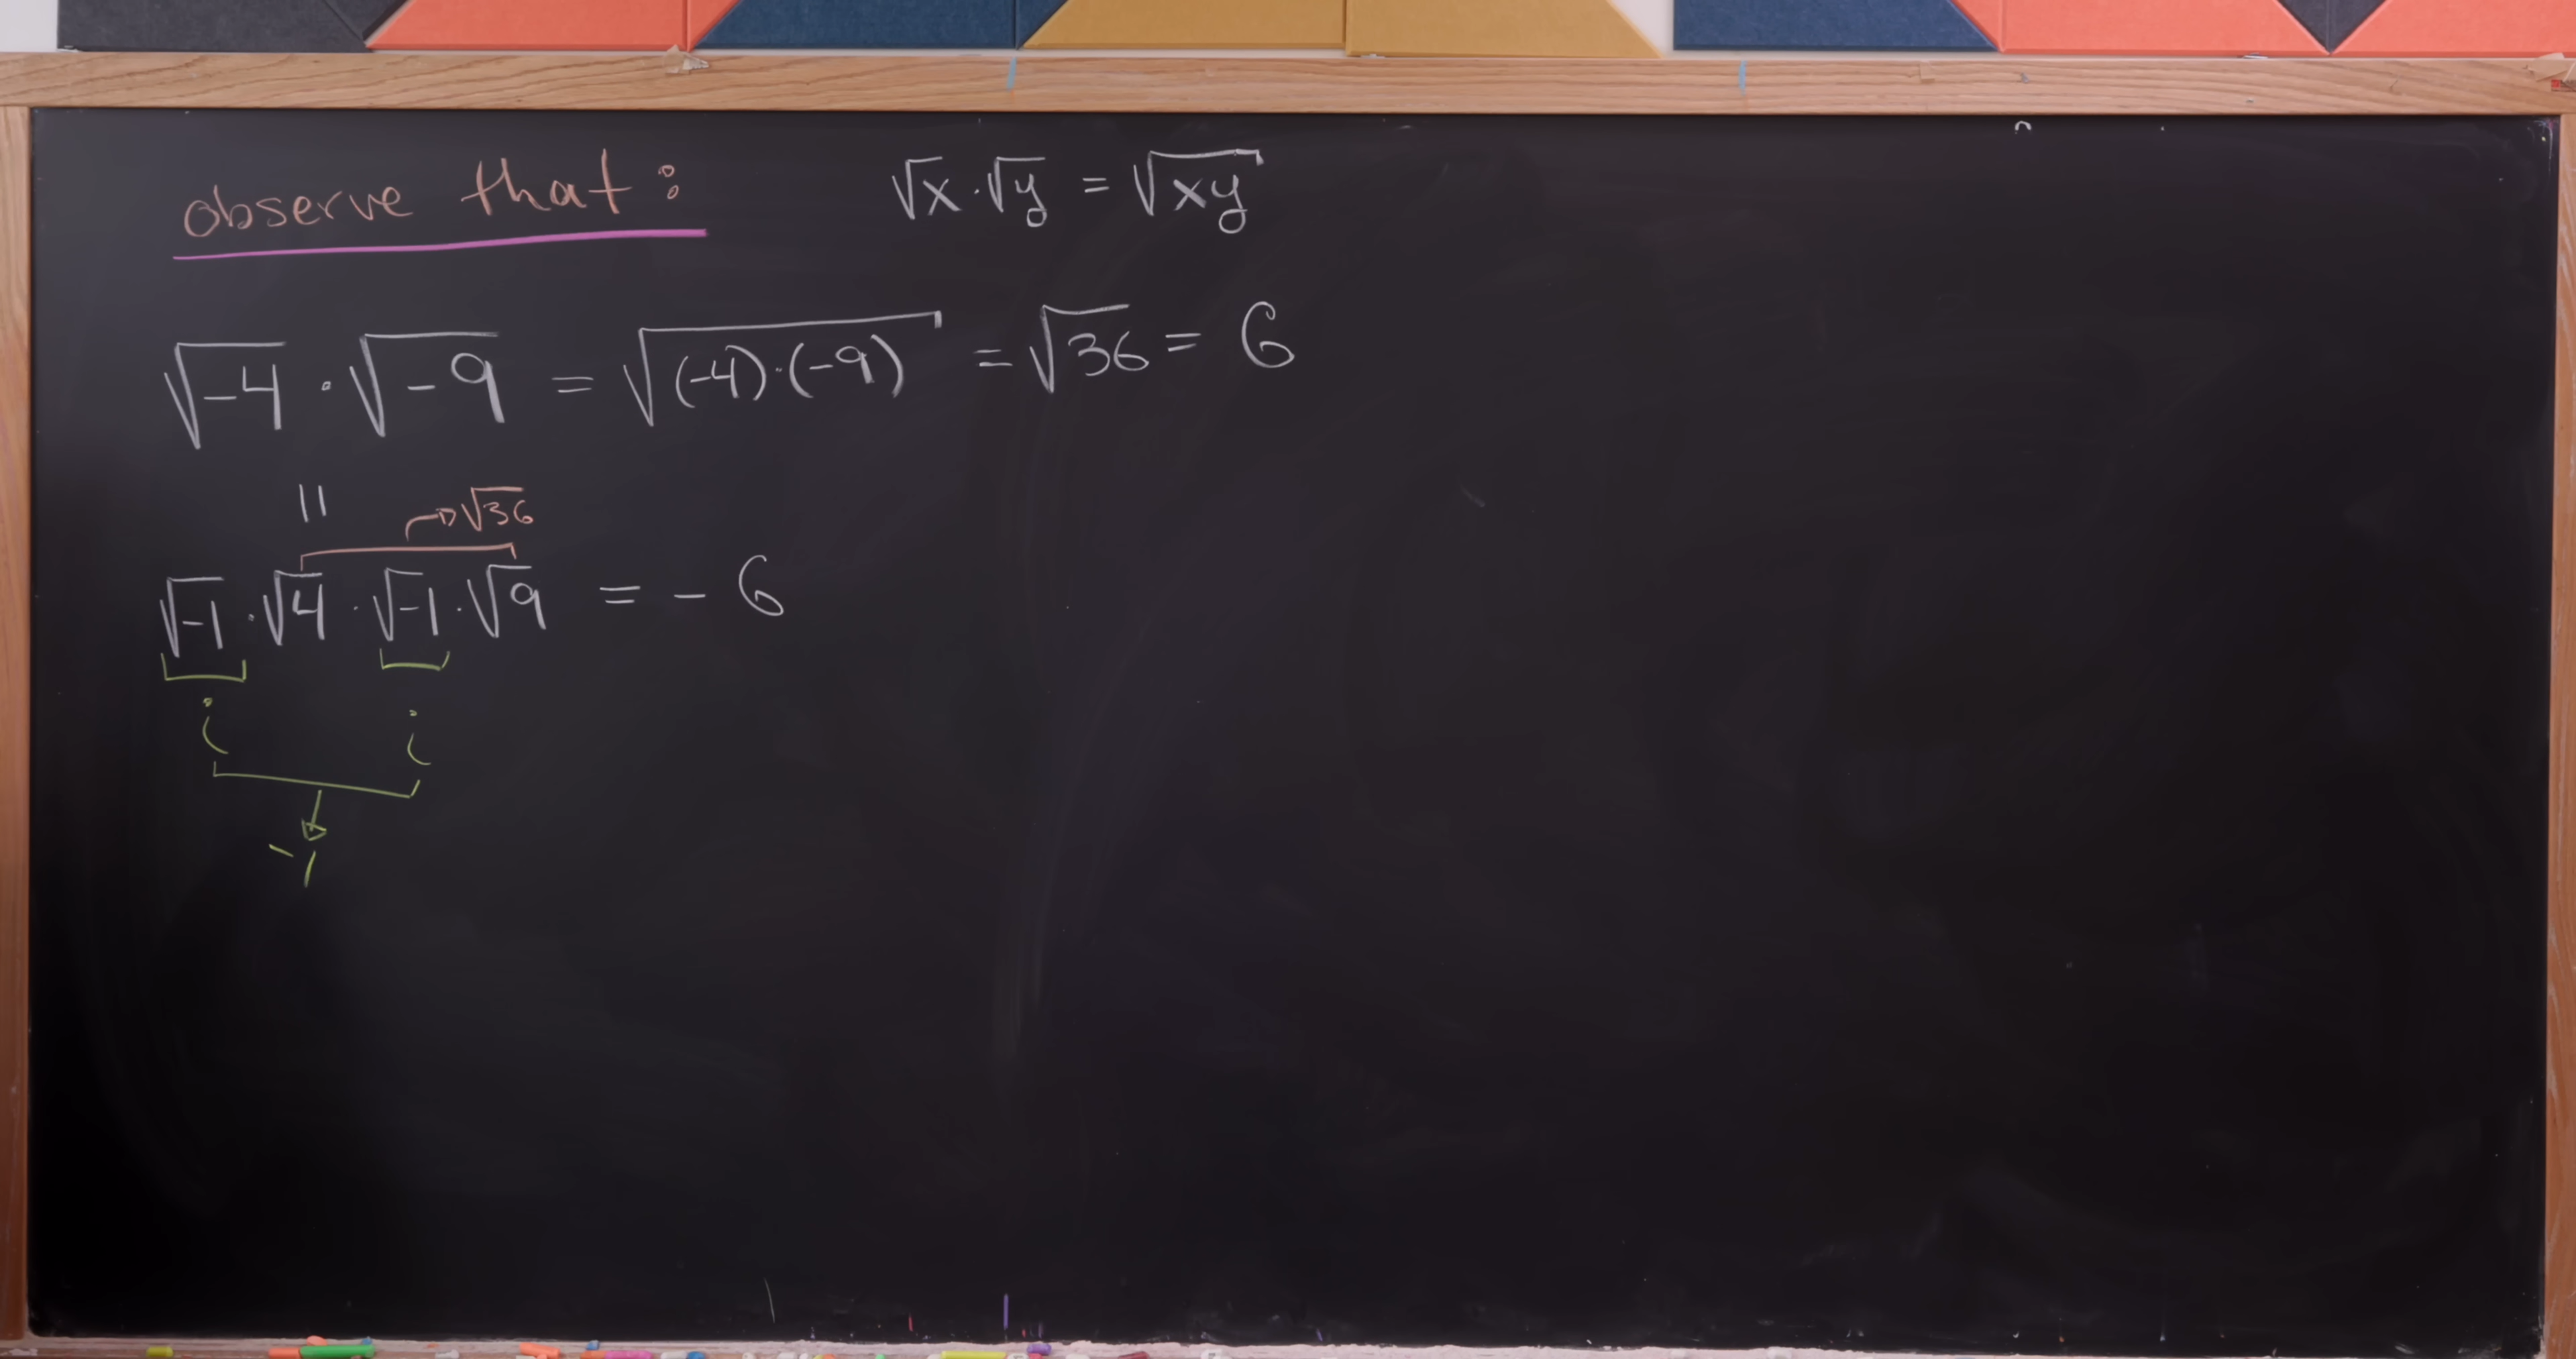 observe that: √x · √y = √xy
√-4 · √-9 = √(-4)·(-9) = √36 = 6
||
√36
√-1 · √4 · √-1 · √9 = - 6
i i
-1